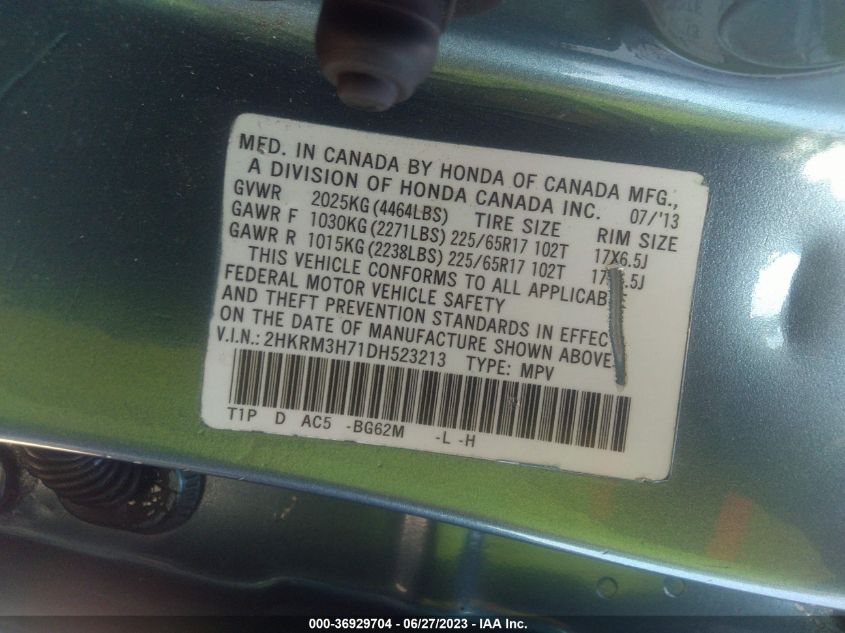 MFD. IN CANADA BY HONDA OF CANADA MFG.,
A DIVISION OF HONDA CANADA INC. 07/'13
GVWR 2025KG (4464LBS) TIRE SIZE RIM SIZE
GAWR F 1030KG (2271LBS) 225/65R17 102T 17X6.5J
GAWR R 1015KG (2238LBS) 225/65R17 102T 17 .5J
THIS VEHICLE CONFORMS TO ALL APPLICABLE
FEDERAL MOTOR VEHICLE SAFETY
AND THEFT PREVENTION STANDARDS IN EFFEC
ON THE DATE OF MANUFACTURE SHOWN ABOVE
V.I.N.: 2HKRM3H71DH523213 TYPE: MPV
T1P D AC5 -BG62M -L -H
000-36929704 - 06/27/2023 - IAA Inc.